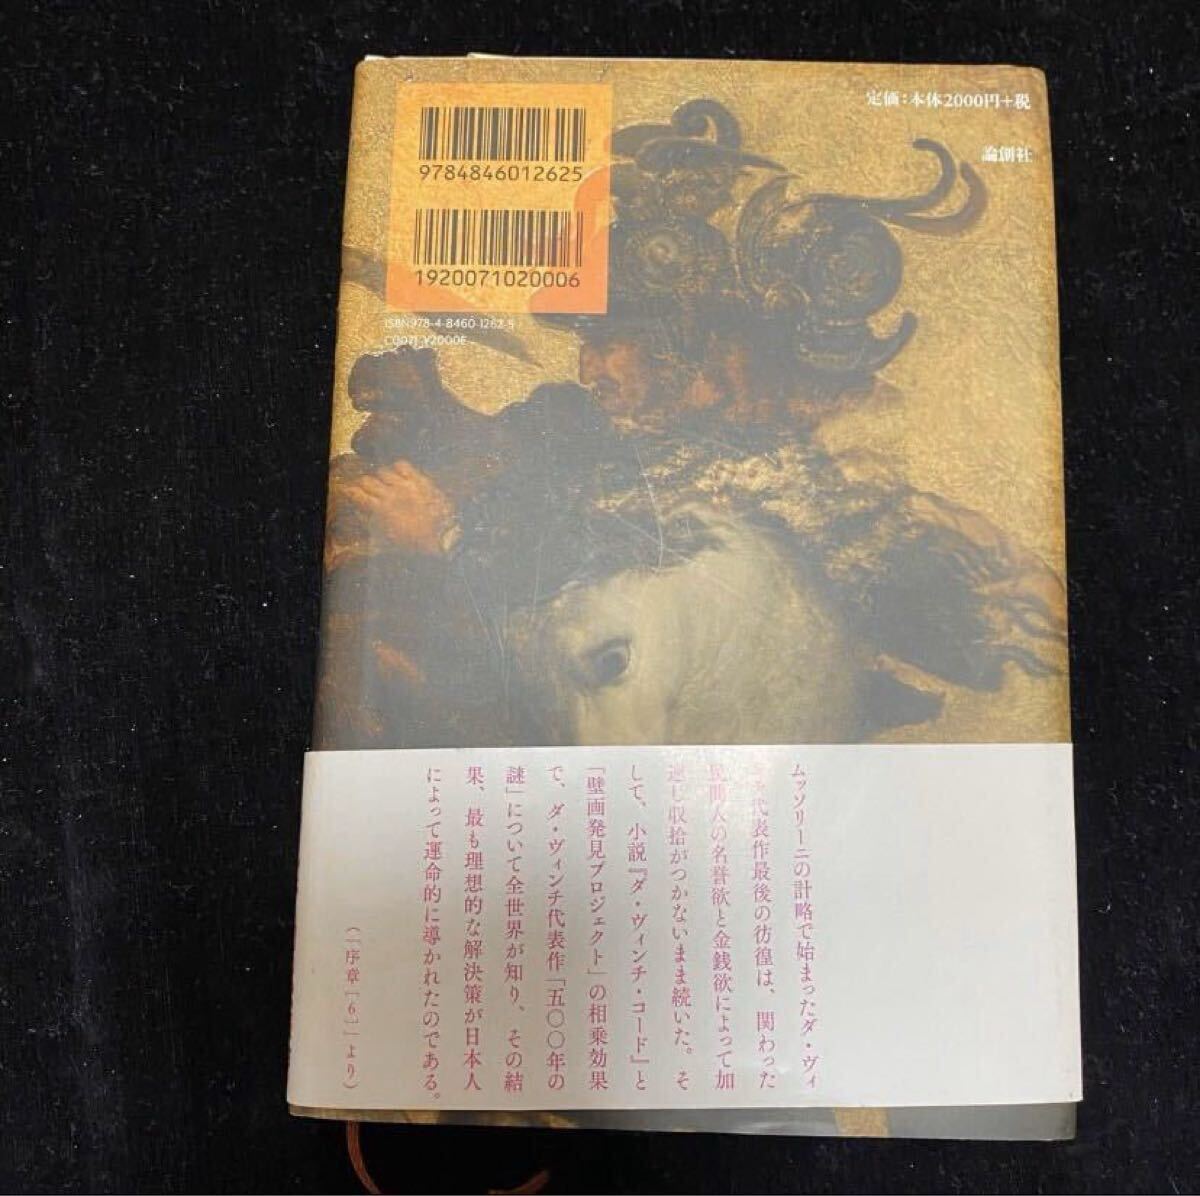 定価：本体2000円+税
論創社
9784846012625
1920071020006
ISBN978-4-8460-1262-5
C0071 ¥2000E
ムッソリーニの計略で始まったダ・ヴィ
代表作最後の彷徨は、関わった
民間人の名誉欲と金銭欲によって加
速し収拾がつかないまま続いた。そ
して、小説『ダ・ヴィンチ・コード』と
「壁画発見プロジェクト」の相乗効果
で、ダ・ヴィンチ代表作「五〇〇年の
謎」について全世界が知り、その結
果、最も理想的な解決策が日本人
によって運命的に導かれたのである。
（「序章［6］」より）